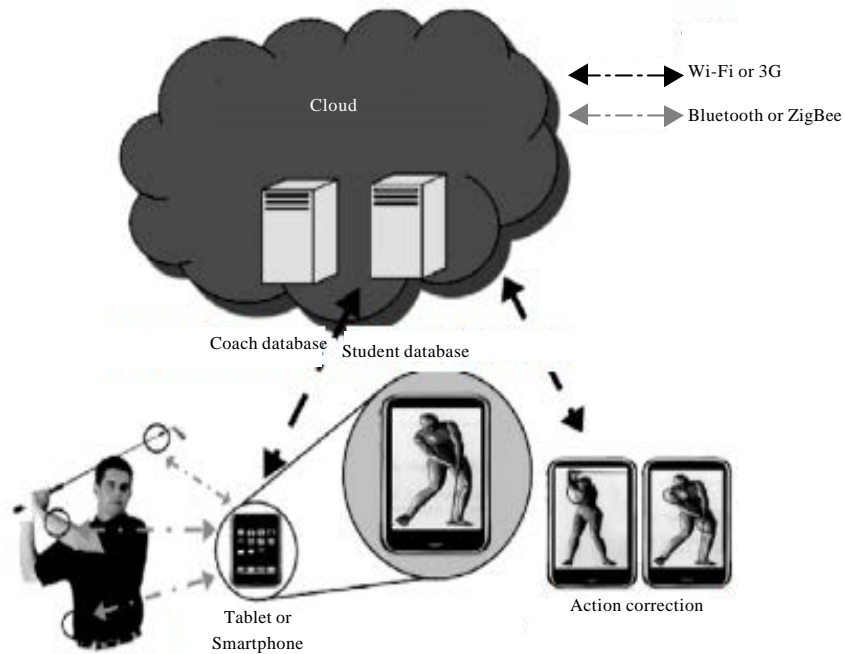 Cloud
Wi-Fi or 3G
Bluetooth or ZigBee
Coach database
Student database
Tablet or
Smartphone
Action correction